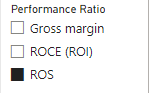 Performance Ratio
Gross margin
ROCE (ROI)
ROS